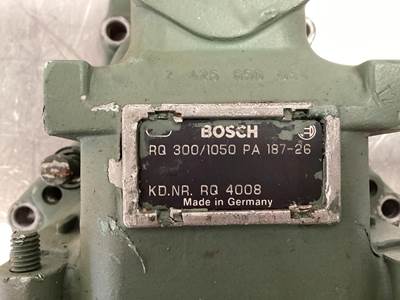 BOSCH
RQ 300/1050 PA 187-26
KD.NR. RQ 4008
Made in Germany